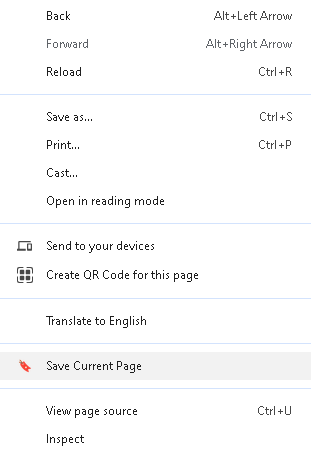 Back Alt+Left Arrow
Forward Alt+Right Arrow
Reload Ctrl+R
Save as... Ctrl+S
Print... Ctrl+P
Cast...
Open in reading mode
Send to your devices
Create QR Code for this page
Translate to English
Save Current Page
View page source Ctrl+U
Inspect